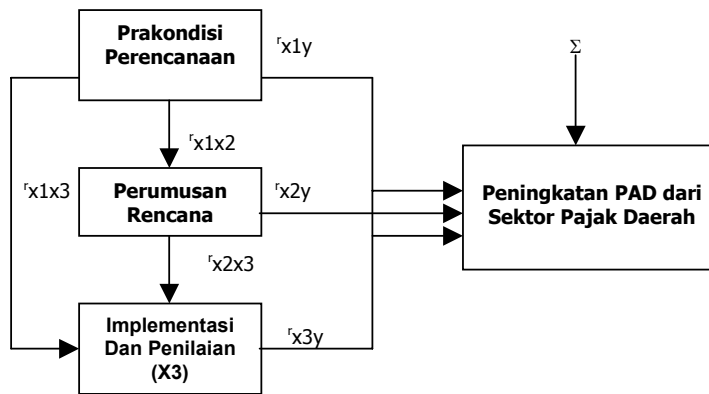 Prakondisi
Perencanaan
rx1y
Σ
rx1x2
rx1x3
Perumusan
Rencana
rx2y
Peningkatan PAD dari
Sektor Pajak Daerah
rx2x3
Implementasi
Dan Penilaian
(X3)
rx3y